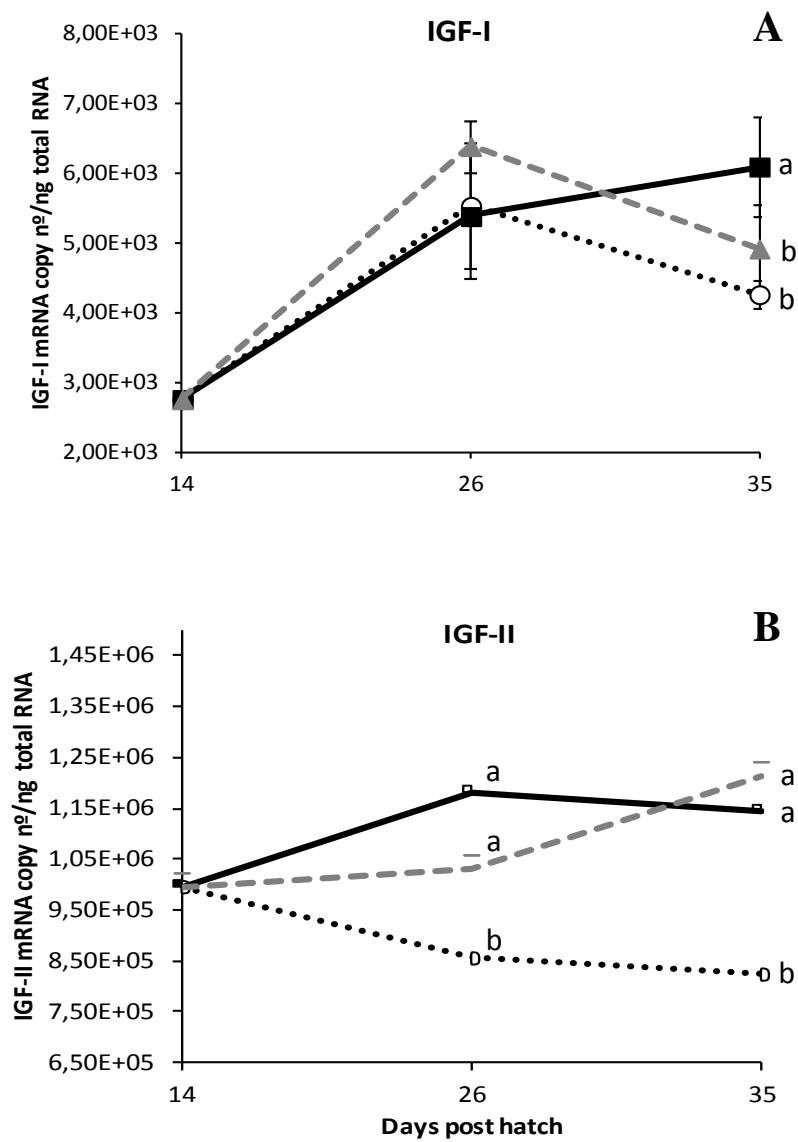 IGF-I
A
IGF-I mRNA copy nº/ng total RNA
8,00E+03
7,00E+03
6,00E+03
5,00E+03
4,00E+03
3,00E+03
2,00E+03
a
b
b
14
26
35
IGF-II
B
IGF-II mRNA copy nº/ng total RNA
1,45E+06
1,35E+06
1,25E+06
1,15E+06
1,05E+06
9,50E+05
8,50E+05
7,50E+05
6,50E+05
a
a
b
a
a
b
14
26
35
Days post hatch